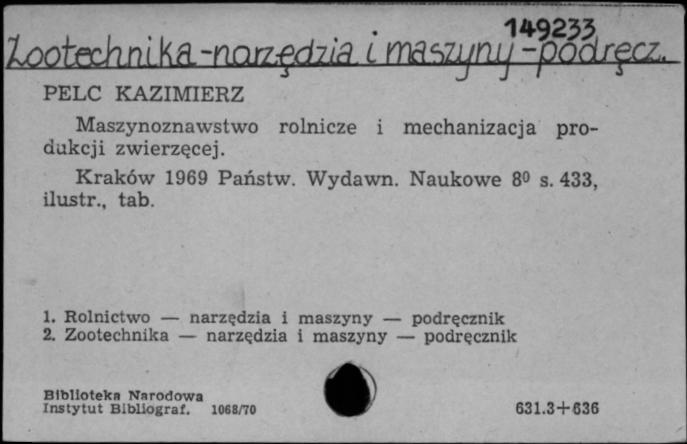 149233
Zootechnika-narzędzia i maszyny-podręcz.
PELC KAZIMIERZ
Maszynoznawstwo rolnicze i mechanizacja pro-
dukcji zwierzęcej.
Kraków 1969 Państw. Wydawn. Naukowe 8⁰ s. 433,
ilustr., tab.
1. Rolnictwo — narzędzia i maszyny — podręcznik
2. Zootechnika — narzędzia i maszyny — podręcznik
Biblioteka Narodowa
Instytut Bibliograf. 1068/70
631.3+636